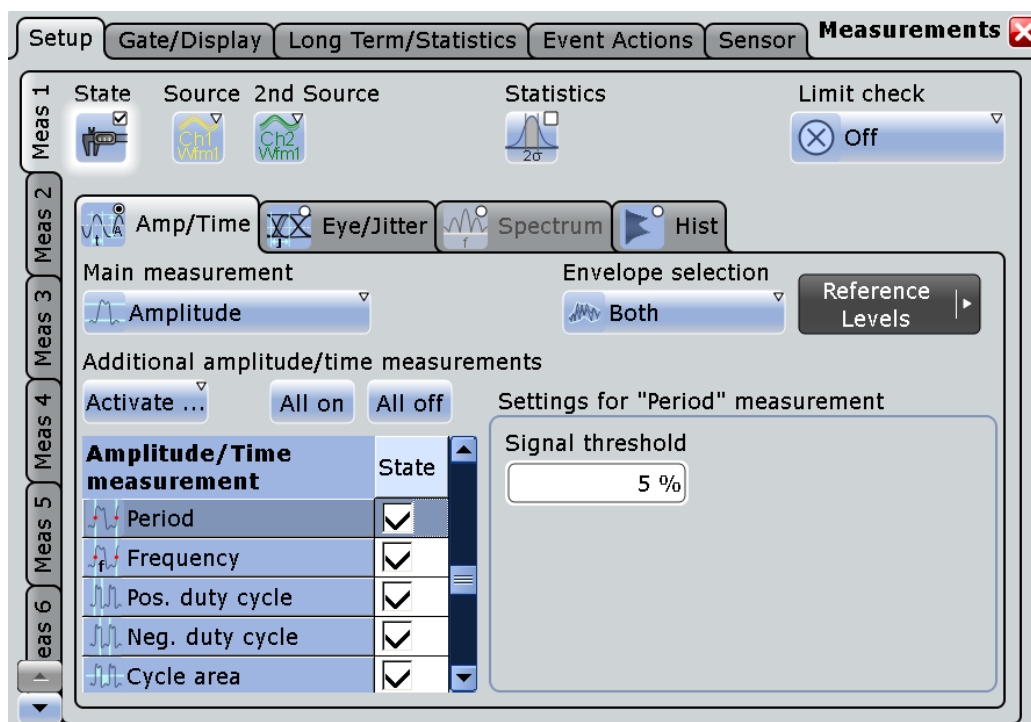 Setup Gate/Display Long Term/Statistics Event Actions Sensor Measurements
Meas 1
Meas 2
Meas 3
Meas 4
Meas 5
eas 6
State Source 2nd Source Statistics Limit check
Ch1
Wfm1
Ch2
Wfm1
2σ
Off
Amp/Time Eye/Jitter Spectrum Hist
Main measurement Envelope selection
Amplitude Both
Reference
Levels
Additional amplitude/time measurements
Activate ... All on All off
Settings for "Period" measurement
Amplitude/Time
measurement
State
Signal threshold
5 %
Period
Frequency
Pos. duty cycle
Neg. duty cycle
Cycle area